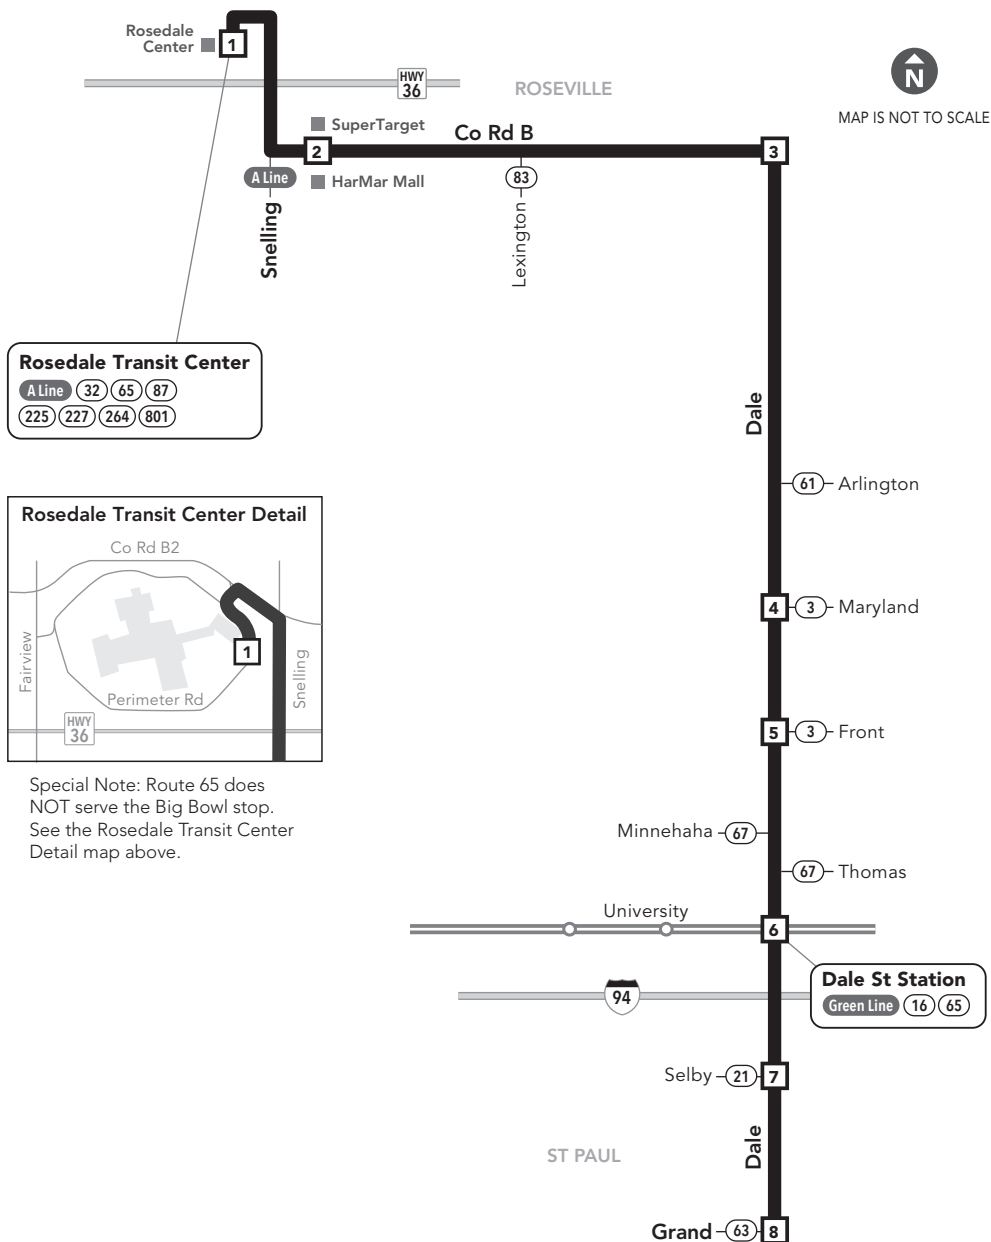 Rosedale
Center
1
HWY
36
ROSEVILLE
N
MAP IS NOT TO SCALE
SuperTarget
Co Rd B
2
3
A Line
HarMar Mall
83
Snelling
Lexington
Rosedale Transit Center
A Line 32 65 87
225 227 264 801
Dale
61 Arlington
Rosedale Transit Center Detail
Co Rd B2
Fairview
1
Snelling
Perimeter Rd
HWY
36
4 3 Maryland
5 3 Front
Special Note: Route 65 does
NOT serve the Big Bowl stop.
See the Rosedale Transit Center
Detail map above.
Minnehaha 67
67 Thomas
University
6
Dale St Station
Green Line 16 65
94
Selby 21 7
Dale
ST PAUL
Grand 63 8